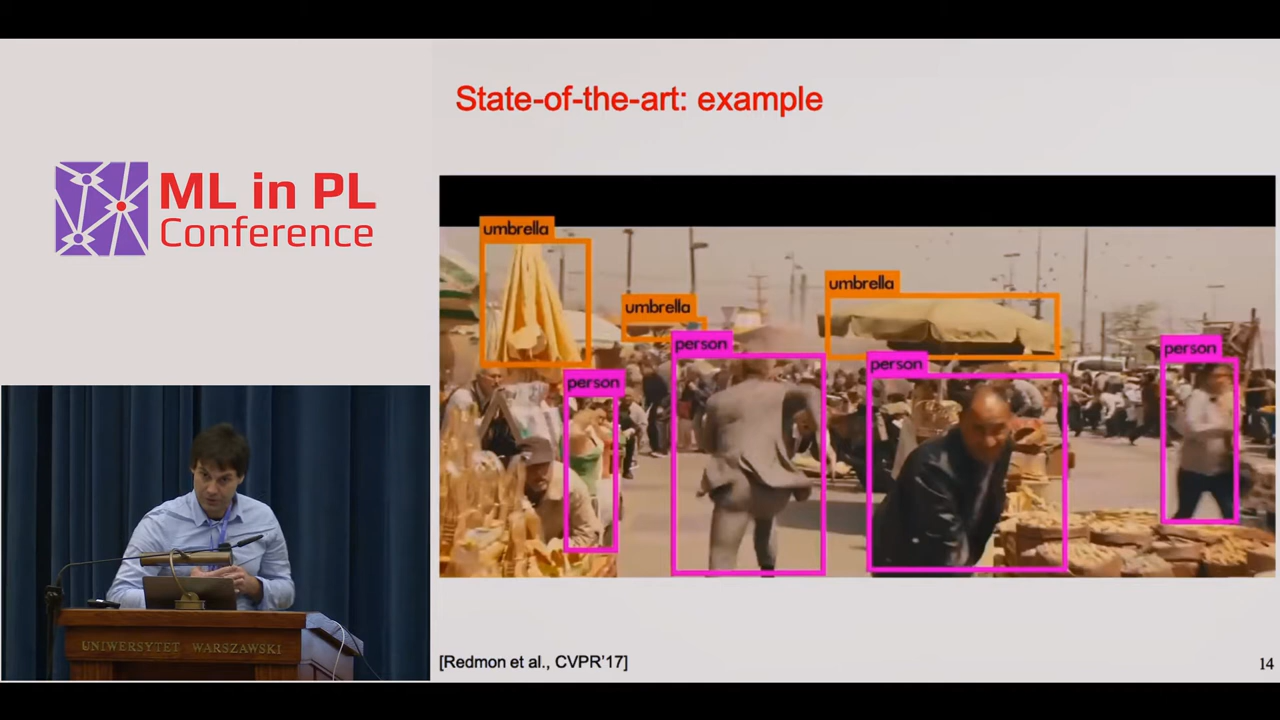 State-of-the-art: example
ML in PL
Conference
umbrella
umbrella
umbrella
person
person
person
person
UNIWERSYTET WARSZAWSKI
[Redmon et al., CVPR'17]
14